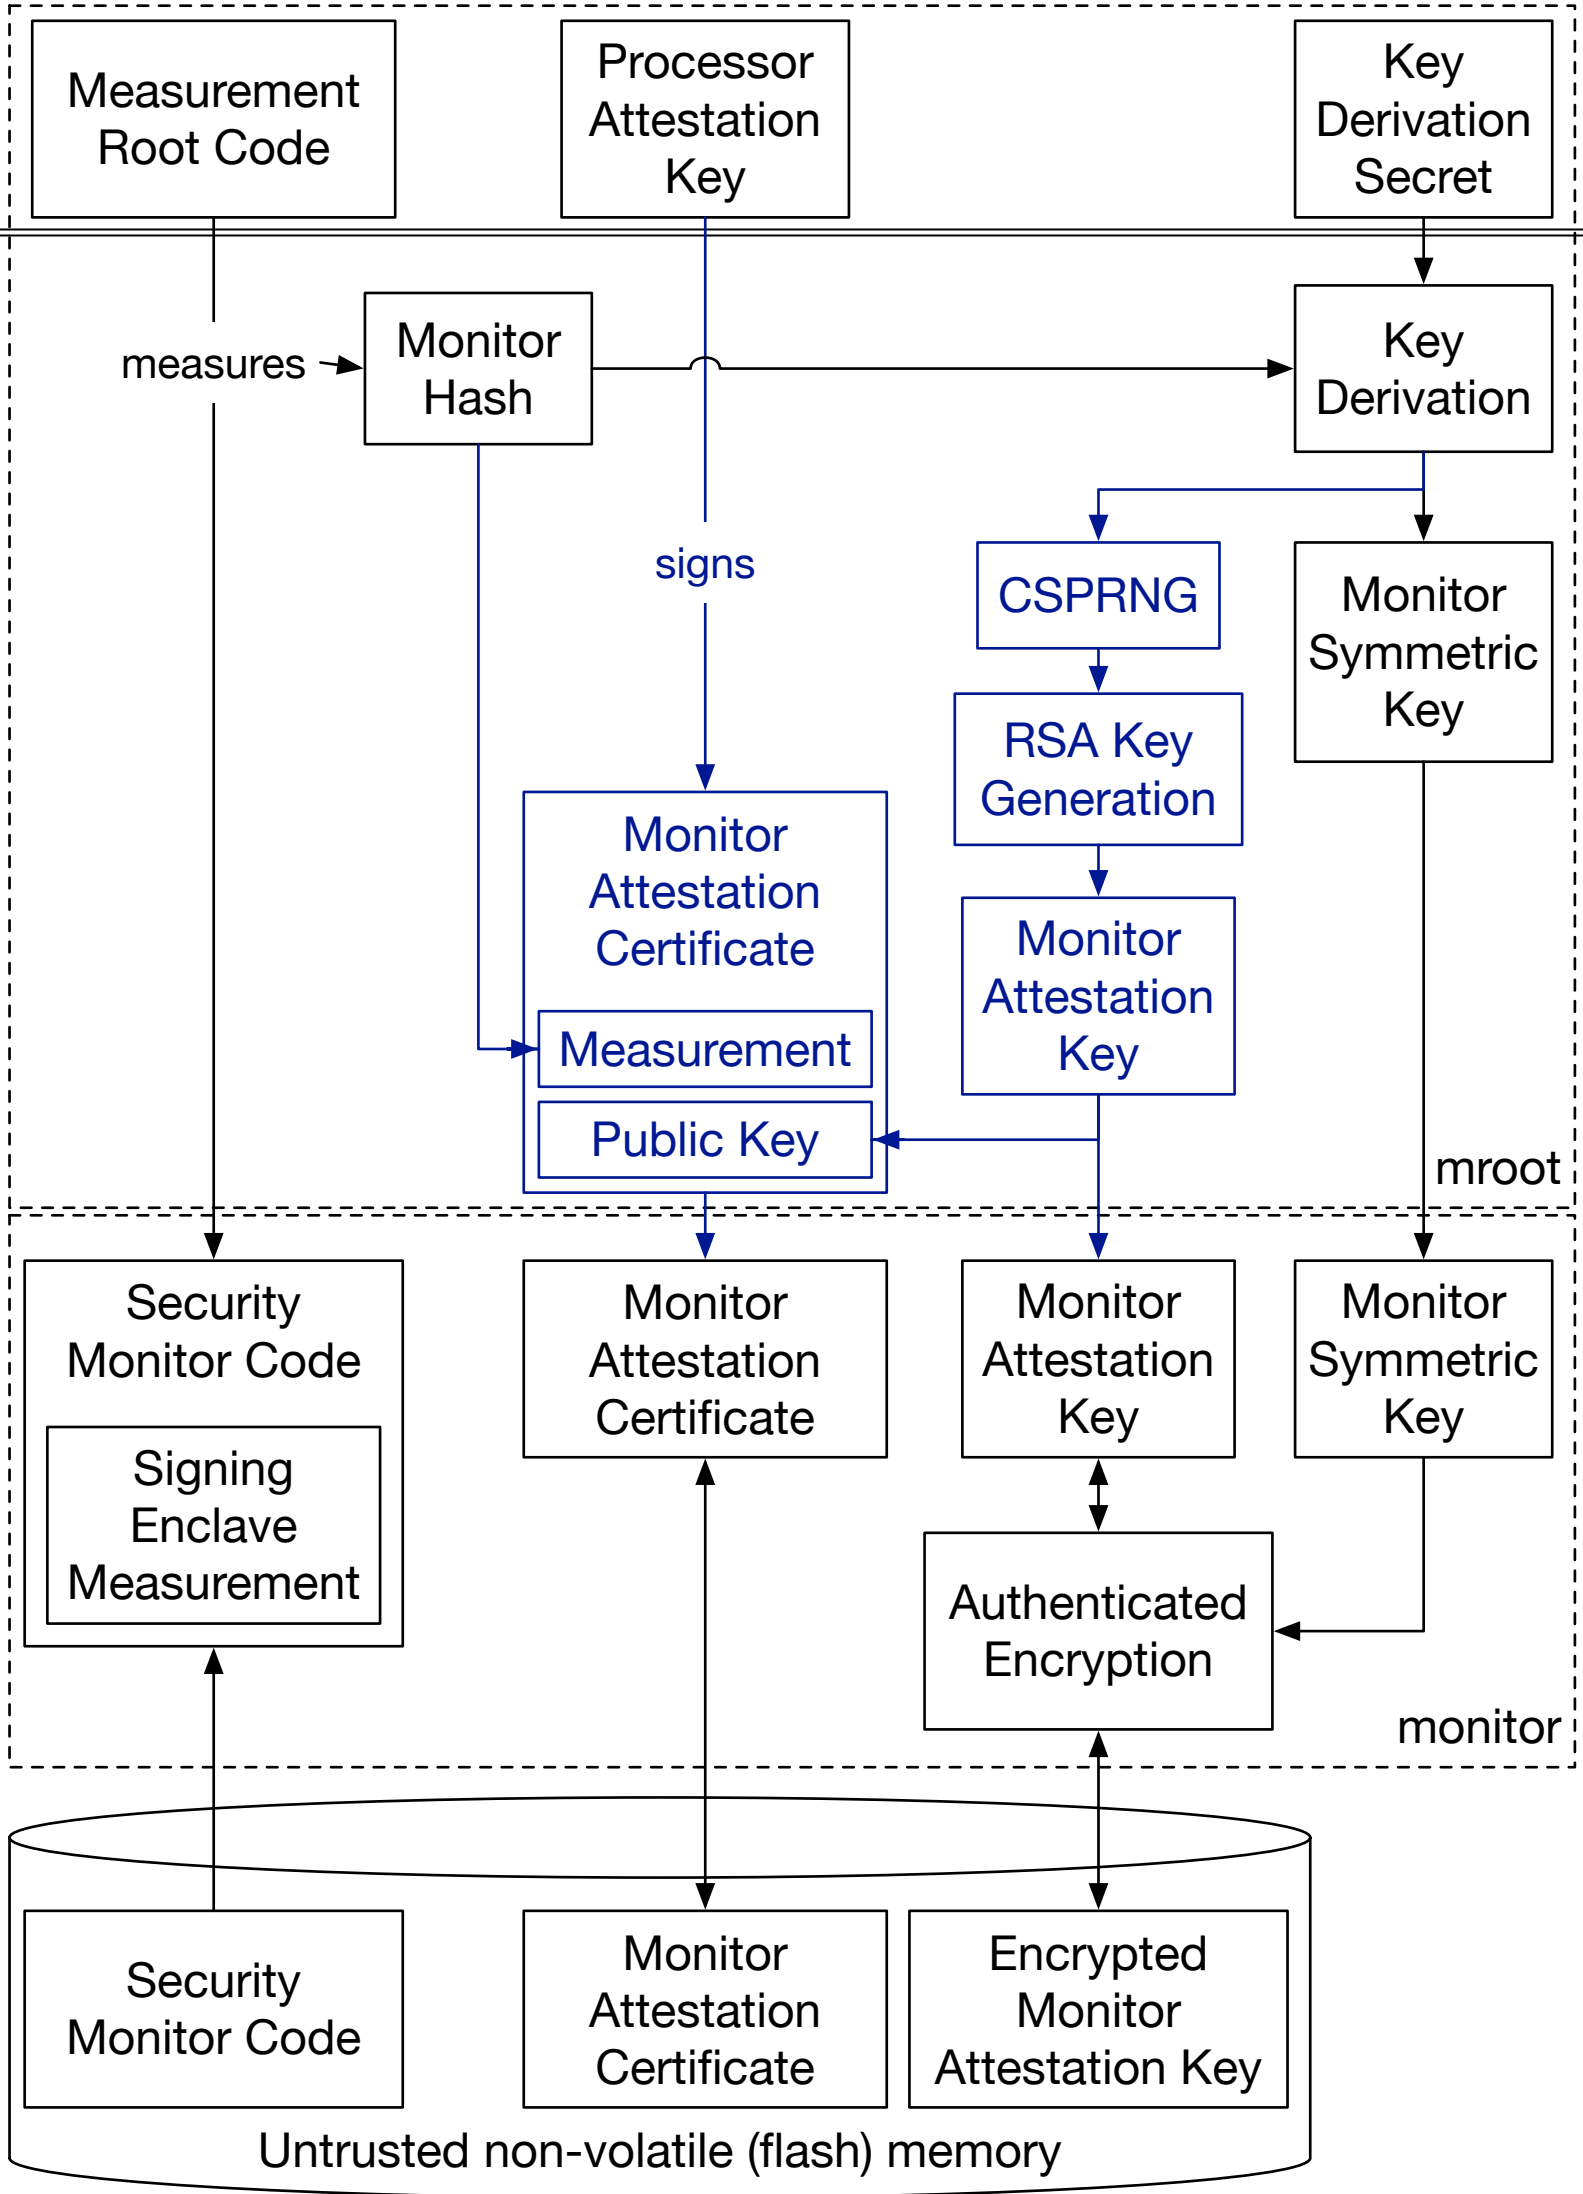 Measurement
Root Code
Processor
Attestation
Key
Key
Derivation
Secret
measures
Monitor
Hash
Key
Derivation
signs
CSPRNG
Monitor
Symmetric
Key
RSA Key
Generation
Monitor
Attestation
Certificate
Measurement
Public Key
Monitor
Attestation
Key
mroot
Security
Monitor Code
Signing
Enclave
Measurement
Monitor
Attestation
Certificate
Monitor
Attestation
Key
Monitor
Symmetric
Key
Authenticated
Encryption
monitor
Security
Monitor Code
Monitor
Attestation
Certificate
Encrypted
Monitor
Attestation Key
Untrusted non-volatile (flash) memory